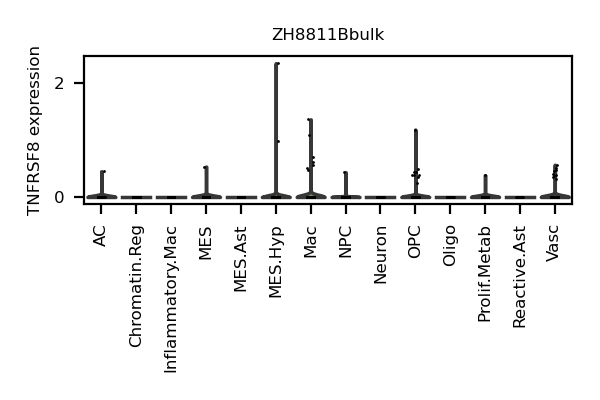 ZH8811Bbulk
TNFRSF8 expression
2
0
AC
Chromatin.Reg
Inflammatory.Mac
MES
MES.Ast
MES.Hyp
Mac
NPC
Neuron
OPC
Oligo
Prolif.Metab
Reactive.Ast
Vasc